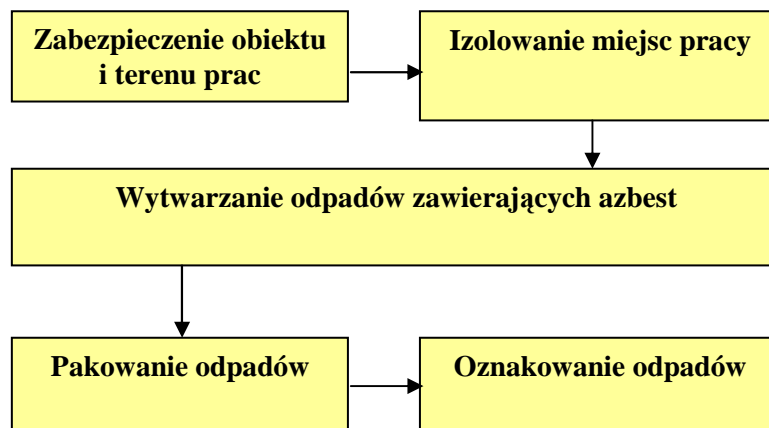 Zabezpieczenie obiektu
i terenu prac
Izolowanie miejsc pracy
Wytwarzanie odpadów zawierających azbest
Pakowanie odpadów
Oznakowanie odpadów